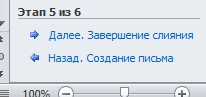 Этап 5 из 6
Далее. Завершение слияния
Назад. Создание письма
100%